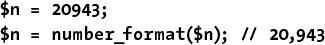 $n = 20943;
$n = number_format($n); // 20,943